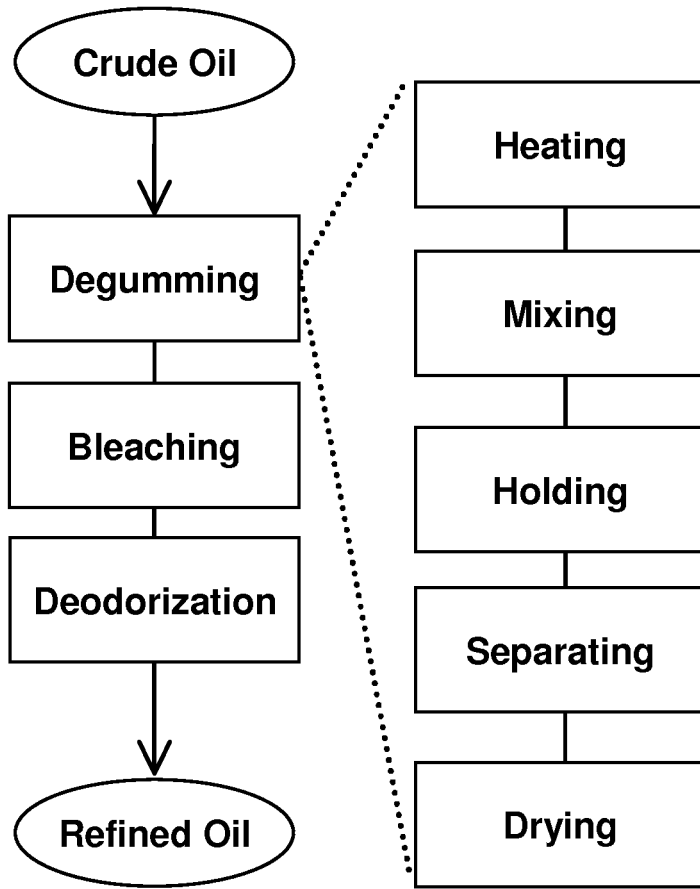 Crude Oil
Degumming
Bleaching
Deodorization
Refined Oil
Heating
Mixing
Holding
Separating
Drying